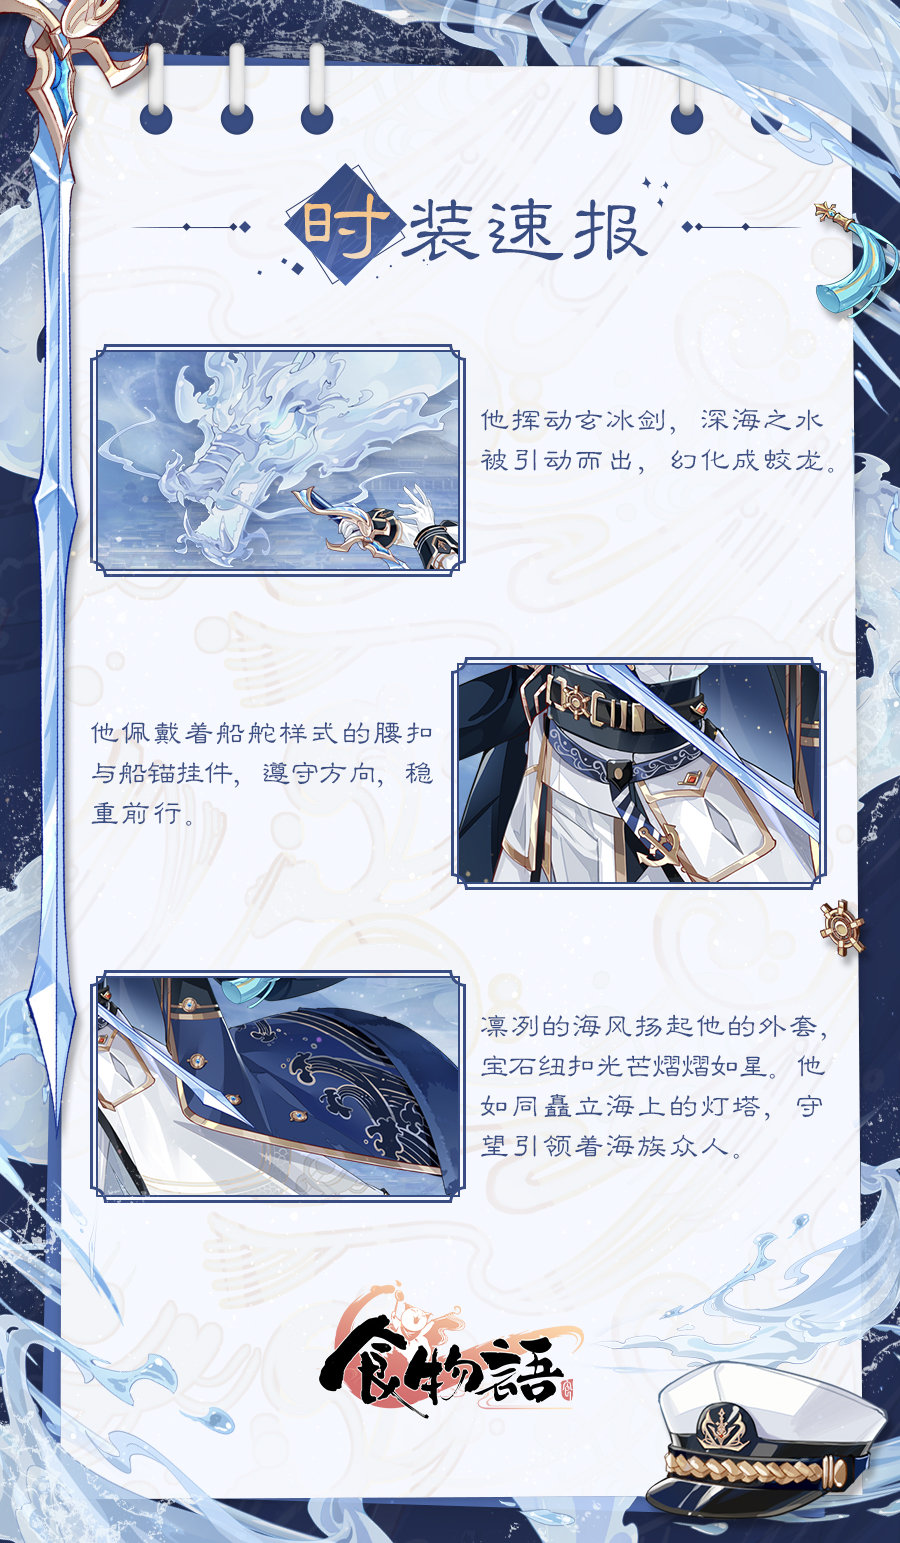 时装速报
他挥动玄冰剑，深海之水
被引动而出，幻化成蛟龙。
他佩戴着船舵样式的腰扣
与船锚挂件，遵守方向，稳
重前行。
凛冽的海风扬起他的外套，
宝石纽扣光芒熠熠如星。他
如同矗立海上的灯塔，守
望引领着海族众人。
食物語